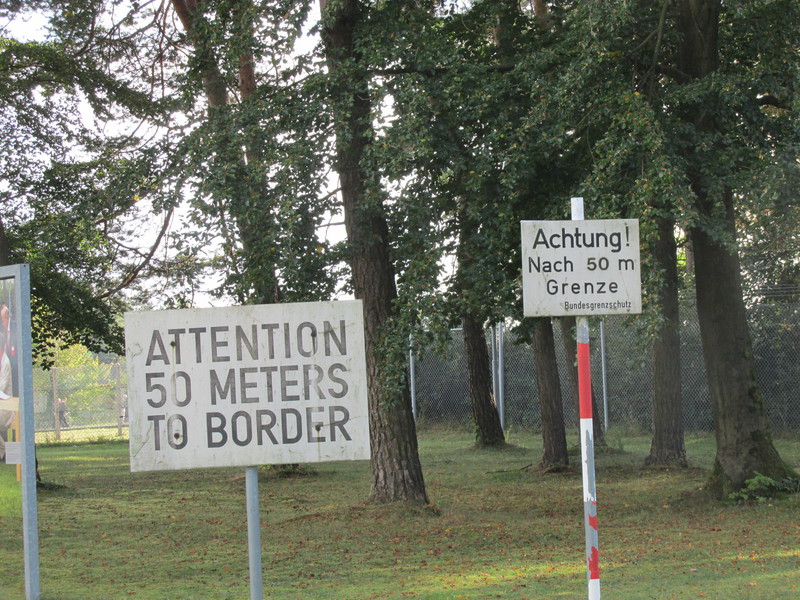 ATTENTION
50 METERS
TO BORDER
Achtung!
Nach 50 m
Grenze
Bundesgrenzschutz